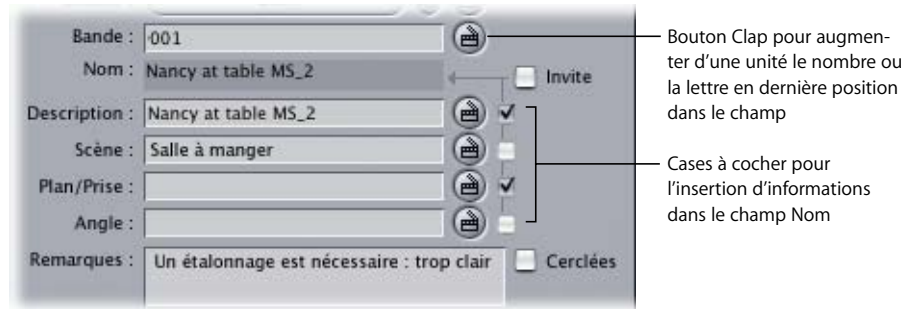 Bande : 001
Nom : Nancy at table MS_2 Invite
Description : Nancy at table MS_2
Scène : Salle à manger
Plan/Prise :
Angle :
Remarques : Un étalonnage est nécessaire : trop clair Cerclées
Bouton Clap pour augmen-
ter d'une unité le nombre ou
la lettre en dernière position
dans le champ
Cases à cocher pour
l'insertion d'informations
dans le champ Nom